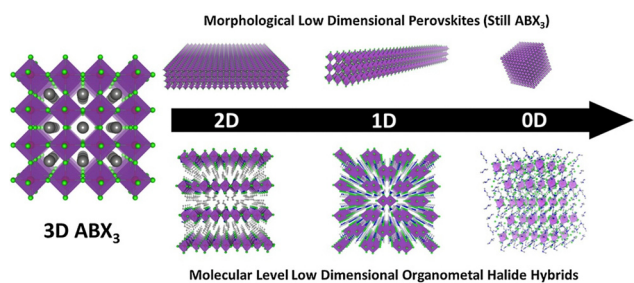 Morphological Low Dimensional Perovskites (Still ABX₃)
2D 1D 0D
3D ABX₃
Molecular Level Low Dimensional Organometal Halide Hybrids